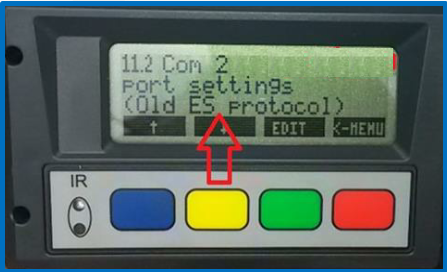 11.2 Com 2
port settings
(Old ES protocol)
↑ ↓ EDIT <-MENU
IR